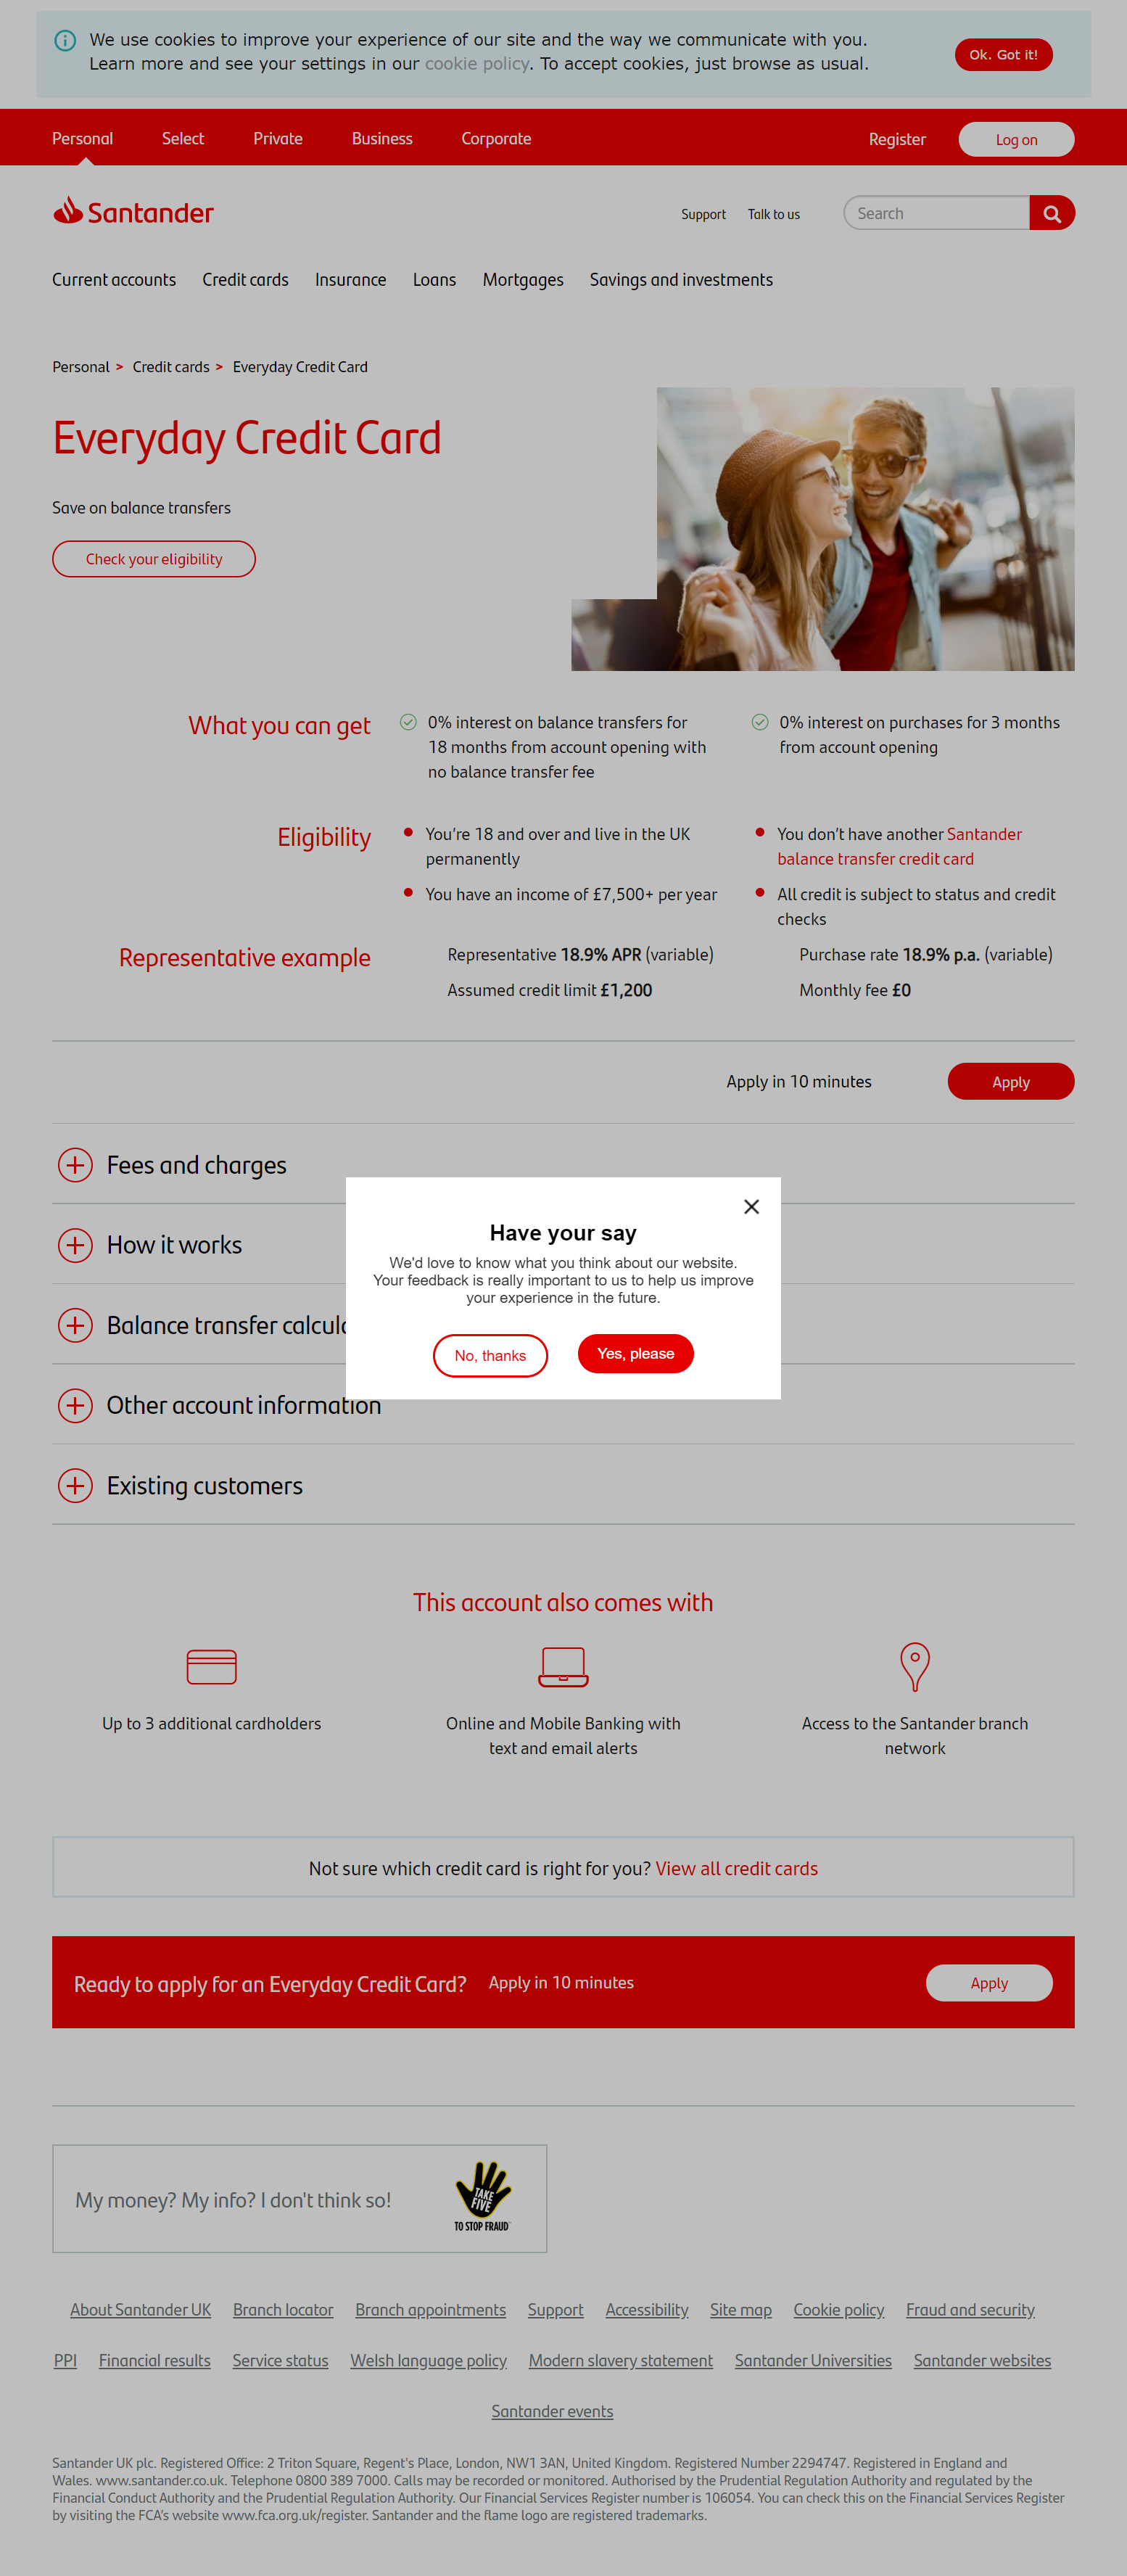 We use cookies to improve your experience of our site and the way we communicate with you.
Learn more and see your settings in our cookie policy. To accept cookies, just browse as usual.
Ok. Got it!
Personal Select Private Business Corporate Register Log on
Santander
Support Talk to us Search
Current accounts Credit cards Insurance Loans Mortgages Savings and investments
Personal > Credit cards > Everyday Credit Card
Everyday Credit Card
Save on balance transfers
Check your eligibility
What you can get
0% interest on balance transfers for
18 months from account opening with
no balance transfer fee
0% interest on purchases for 3 months
from account opening
Eligibility
You’re 18 and over and live in the UK
permanently
You have an income of £7,500+ per year
You don’t have another Santander
balance transfer credit card
All credit is subject to status and credit
checks
Representative example
Representative 18.9% APR (variable)
Assumed credit limit £1,200
Purchase rate 18.9% p.a. (variable)
Monthly fee £0
Apply in 10 minutes Apply
Fees and charges
How it works
Balance transfer calcul
Other account information
Existing customers
Have your say
We'd love to know what you think about our website.
Your feedback is really important to us to help us improve
your experience in the future.
No, thanks Yes, please
This account also comes with
Up to 3 additional cardholders
Online and Mobile Banking with
text and email alerts
Access to the Santander branch
network
Not sure which credit card is right for you? View all credit cards
Ready to apply for an Everyday Credit Card? Apply in 10 minutes Apply
My money? My info? I don't think so!
TAKE
FIVE
TO STOP FRAUD™
About Santander UK Branch locator Branch appointments Support Accessibility Site map Cookie policy Fraud and security
PPI Financial results Service status Welsh language policy Modern slavery statement Santander Universities Santander websites
Santander events
Santander UK plc. Registered Office: 2 Triton Square, Regent's Place, London, NW1 3AN, United Kingdom. Registered Number 2294747. Registered in England and
Wales. www.santander.co.uk. Telephone 0800 389 7000. Calls may be recorded or monitored. Authorised by the Prudential Regulation Authority and regulated by the
Financial Conduct Authority and the Prudential Regulation Authority. Our Financial Services Register number is 106054. You can check this on the Financial Services Register
by visiting the FCA’s website www.fca.org.uk/register. Santander and the flame logo are registered trademarks.